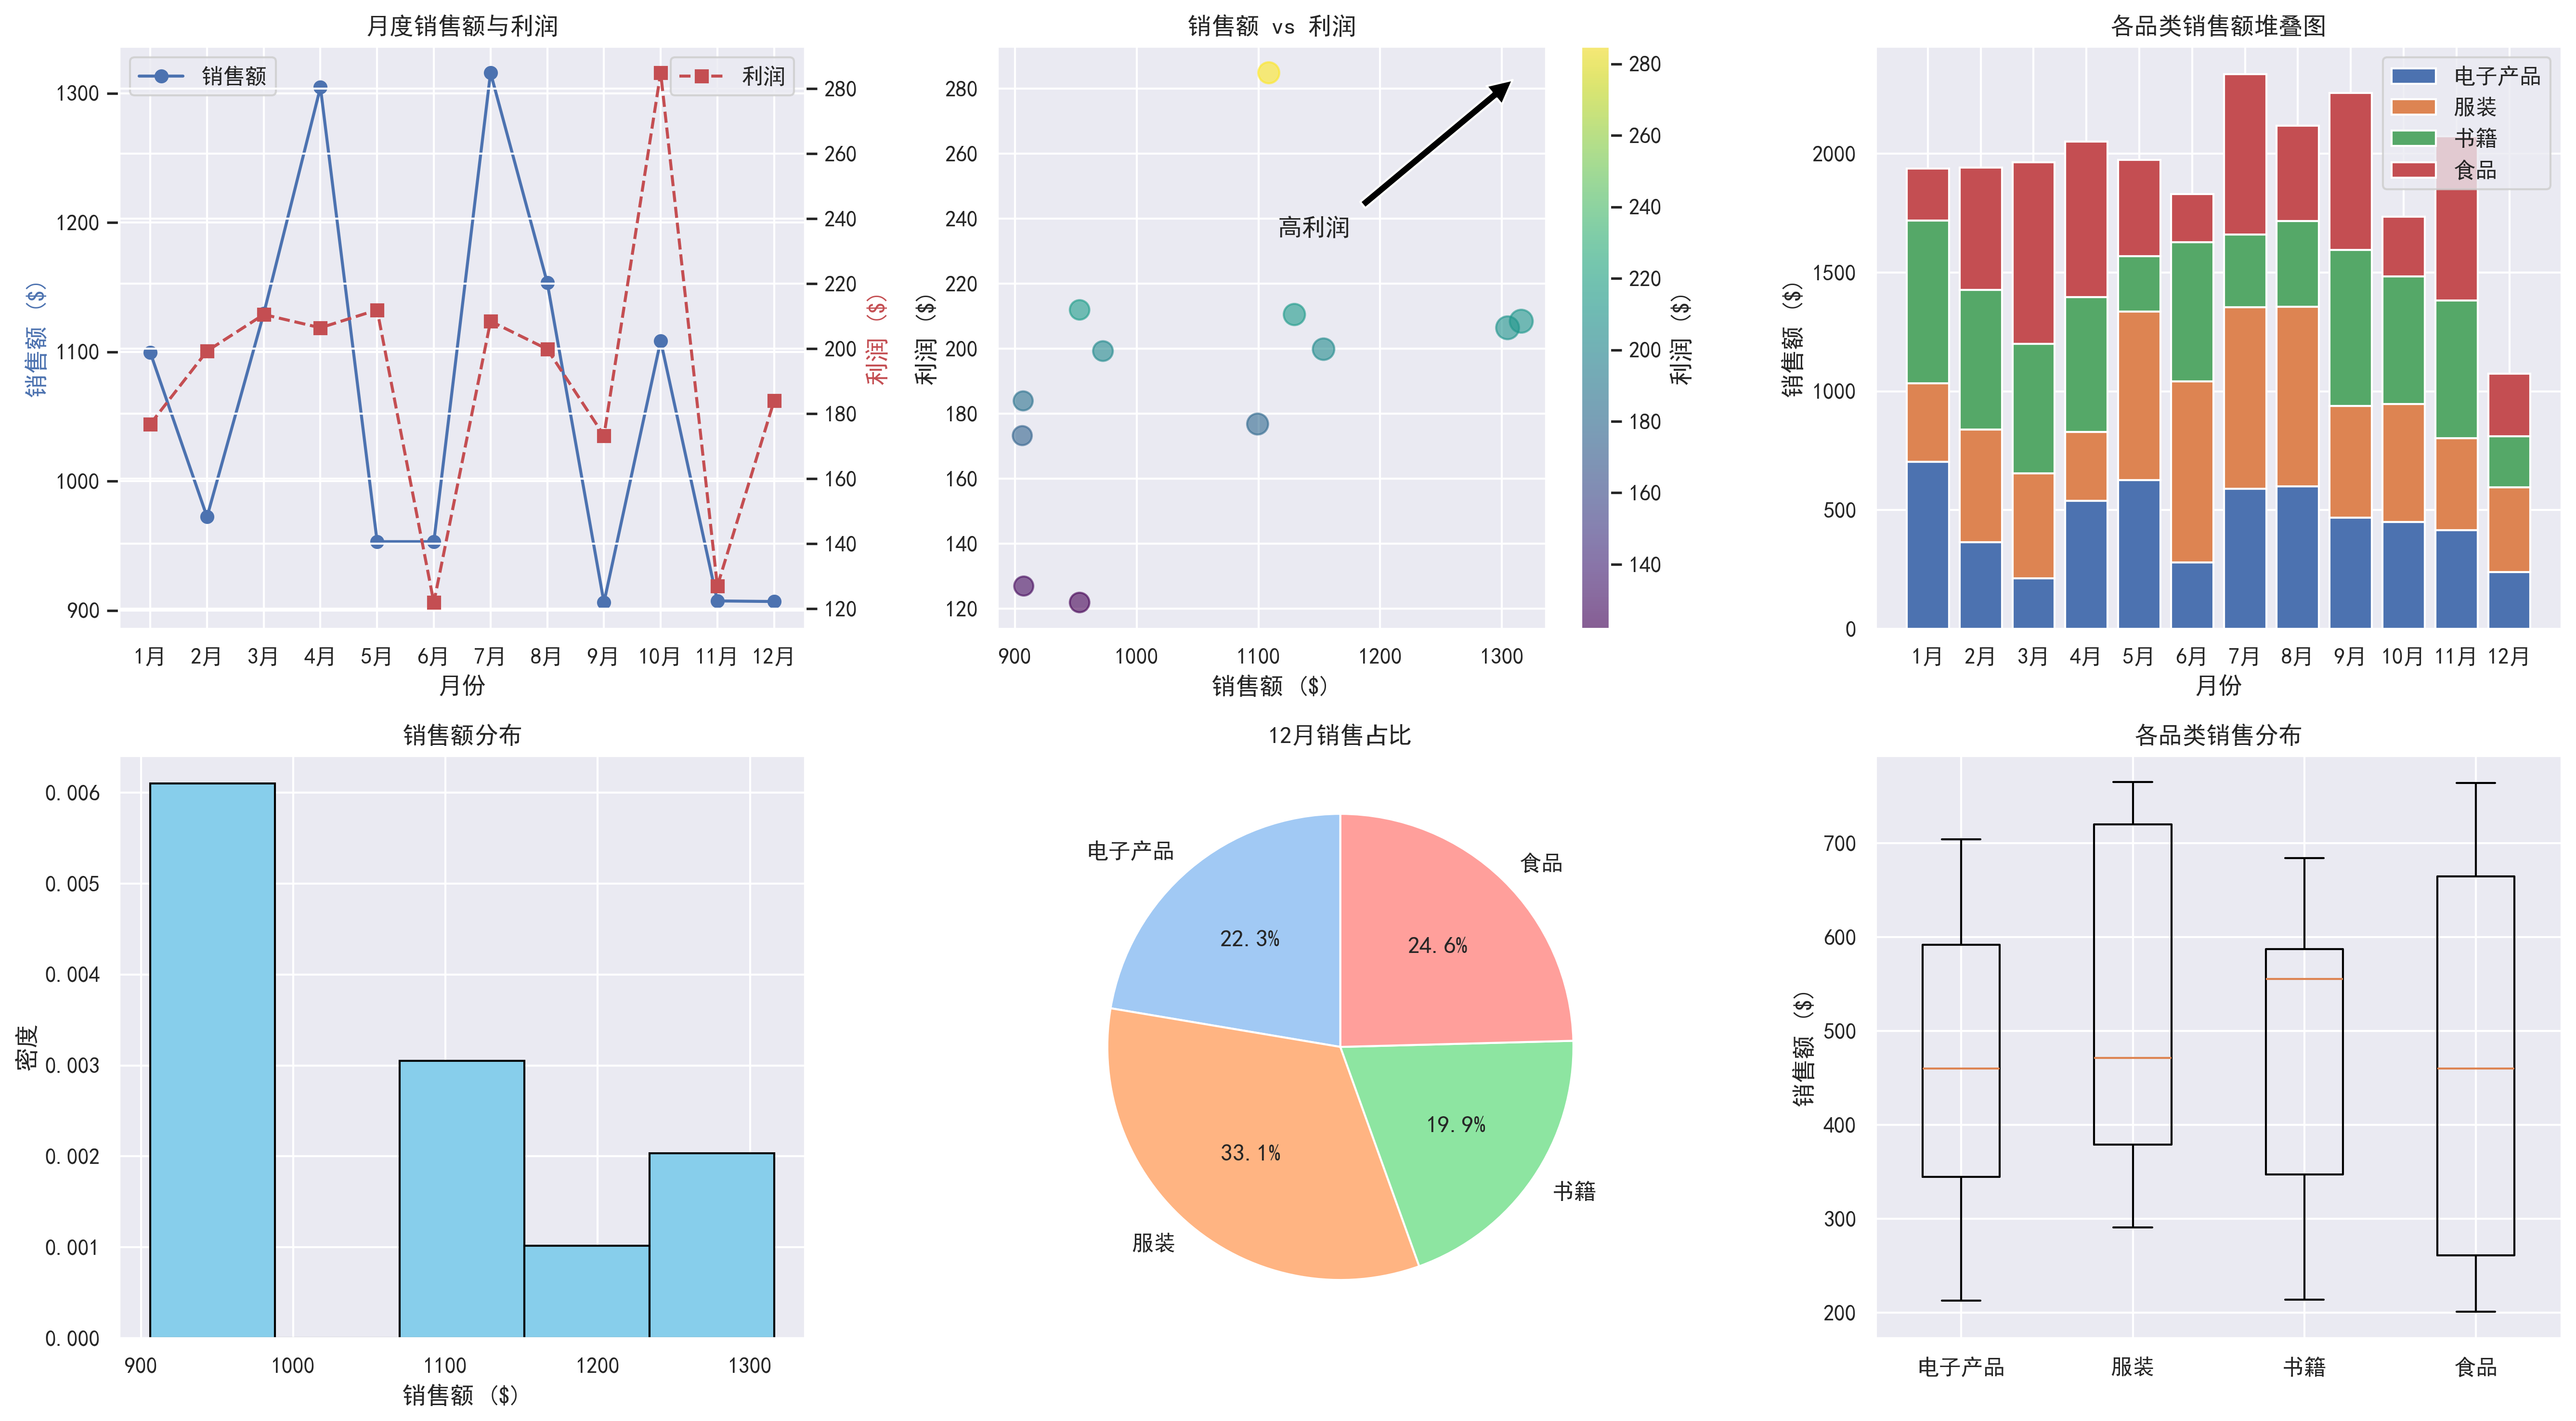 月度销售额与利润
销售额
利润
1300
1200
1100
1000
900
280
260
240
220
200
180
160
140
120
销售额 ($)
利润 ($)
1月 2月 3月 4月 5月 6月 7月 8月 9月 10月 11月 12月
月份
销售额 vs 利润
280
260
240
220
200
180
160
140
120
高利润
利润 ($)
900 1000 1100 1200 1300
销售额 ($)
280
260
240
220
200
180
160
140
利润 ($)
各品类销售额堆叠图
电子产品
服装
书籍
食品
2000
1500
1000
500
0
销售额 ($)
1月 2月 3月 4月 5月 6月 7月 8月 9月 10月 11月 12月
月份
销售额分布
0.006
0.005
0.004
0.003
0.002
0.001
0.000
密度
900 1000 1100 1200 1300
销售额 ($)
12月销售占比
电子产品
食品
22.3%
24.6%
19.9%
33.1%
书籍
服装
各品类销售分布
700
600
500
400
300
200
销售额 ($)
电子产品 服装 书籍 食品